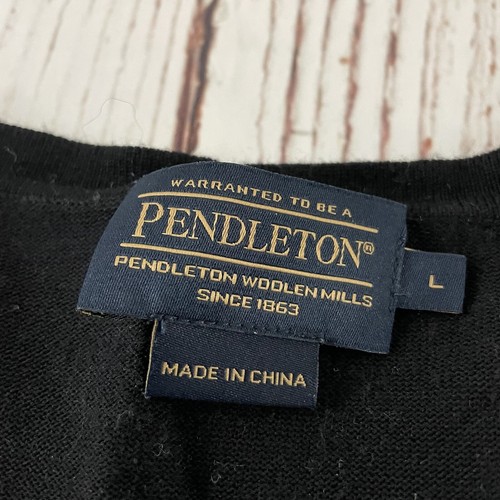 WARRANTED TO BE A
PENDLETON®
PENDLETON WOOLEN MILLS
SINCE 1863
L
MADE IN CHINA